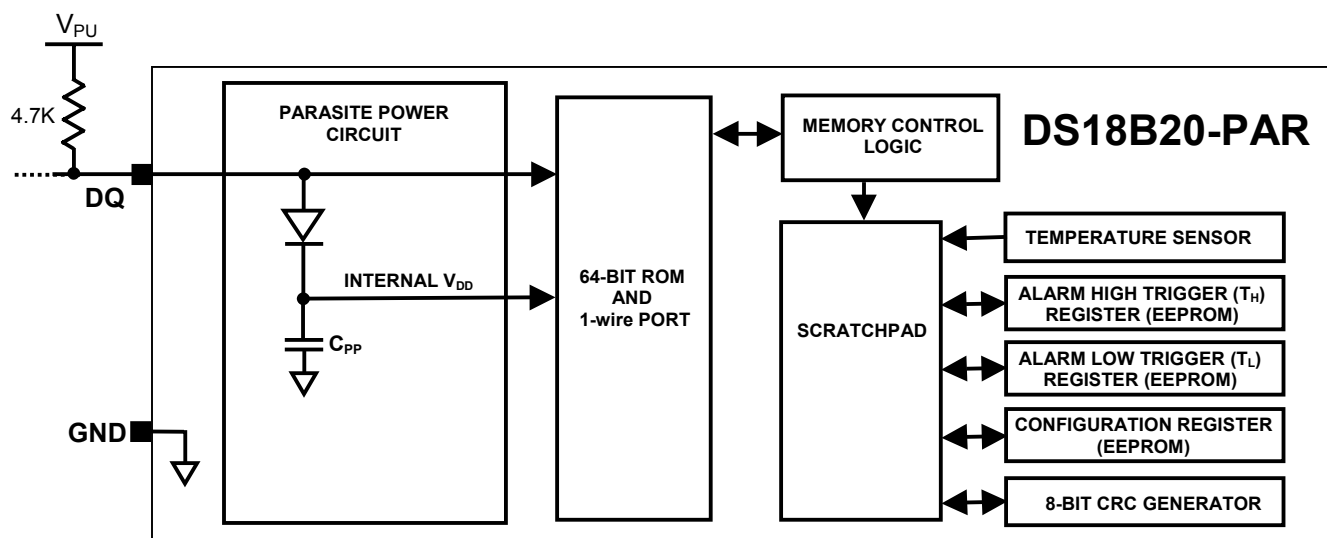 VPU
4.7K
DQ
GND
PARASITE POWER
CIRCUIT
INTERNAL VDD
CPP
64-BIT ROM
AND
1-wire PORT
MEMORY CONTROL
LOGIC
DS18B20-PAR
SCRATCHPAD
TEMPERATURE SENSOR
ALARM HIGH TRIGGER (TH)
REGISTER (EEPROM)
ALARM LOW TRIGGER (TL)
REGISTER (EEPROM)
CONFIGURATION REGISTER
(EEPROM)
8-BIT CRC GENERATOR